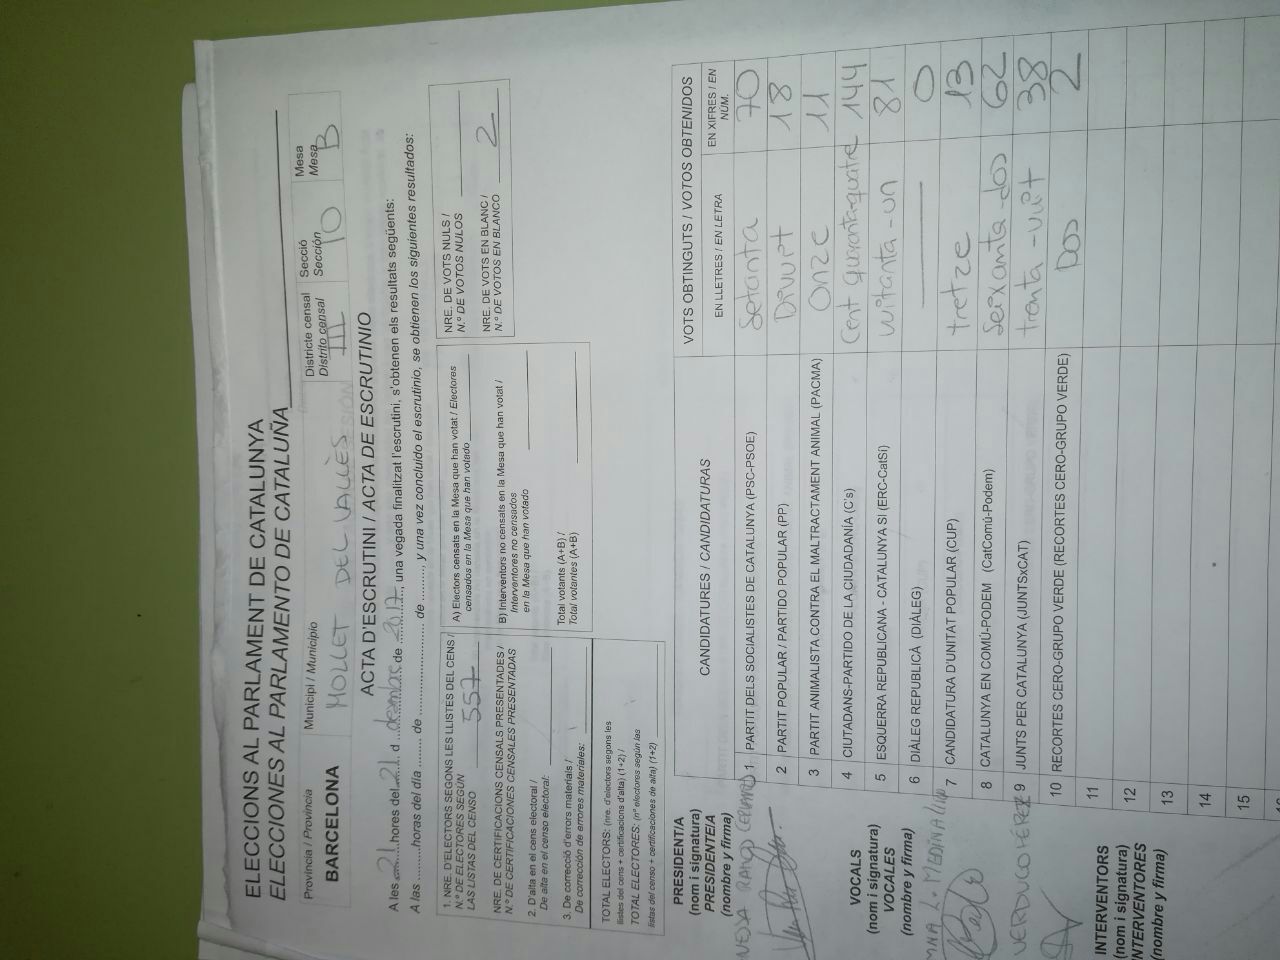 ELECCIONS AL PARLAMENT DE CATALUNYA
ELECCIONES AL PARLAMENTO DE CATALUÑA
Província / Provincia
BARCELONA
Municipi / Municipio
MOLLET DEL VALLÈS
Districte censal
Distrito censal
III
Secció
Sección
10
Mesa
Mesa
B
ACTA D'ESCRUTINI / ACTA DE ESCRUTINIO
A les 21 hores del 21 d desembre de 2017, una vegada finalitzat l'escrutini, s'obtenen els resultats següents:
A las ........horas del día ........ de ........................ de ........, y una vez concluido el escrutinio, se obtienen los siguientes resultados:
1. NRE. D'ELECTORS SEGONS LES LLISTES DEL CENS /
N.º DE ELECTORES SEGÚN
LAS LISTAS DEL CENSO 557
NRE. DE CERTIFICACIONS CENSALS PRESENTADES /
N.º DE CERTIFICACIONES CENSALES PRESENTADAS
2. D'alta en el cens electoral /
De alta en el censo electoral:
3. De correcció d'errors materials /
De corrección de errores materiales:
TOTAL ELECTORS: (nre. d'electors segons les
llistes del cens + certificacions d'alta) (1+2) /
TOTAL ELECTORES: (nº electores según las
listas del censo + certificaciones de alta) (1+2)
A) Electors censats en la Mesa que han votat / Electores
censados en la Mesa que han votado
B) Interventors no censats en la Mesa que han votat /
Interventores no censados
en la Mesa que han votado
Total votants (A+B) /
Total votantes (A+B)
NRE. DE VOTS NULS /
N.º DE VOTOS NULOS
NRE. DE VOTS EN BLANC /
N.º DE VOTOS EN BLANCO 2
CANDIDATURES / CANDIDATURAS
VOTS OBTINGUTS / VOTOS OBTENIDOS
EN LLETRES / EN LETRA
EN XIFRES / EN NÚM.
1 PARTIT DELS SOCIALISTES DE CATALUNYA (PSC-PSOE) Setanta 70
2 PARTIT POPULAR / PARTIDO POPULAR (PP) Divuit 18
3 PARTIT ANIMALISTA CONTRA EL MALTRACTAMENT ANIMAL (PACMA) Onze 11
4 CIUTADANS-PARTIDO DE LA CIUDADANÍA (C's) Cent quaranta-quatre 144
5 ESQUERRA REPUBLICANA - CATALUNYA SI (ERC-CatSí) vuitanta-un 81
6 DIÀLEG REPUBLICÀ (DIÀLEG) 0
7 CANDIDATURA D'UNITAT POPULAR (CUP) tretze 13
8 CATALUNYA EN COMÚ-PODEM (CatComú-Podem) Seixanta-dos 62
9 JUNTS PER CATALUNYA (JUNTSxCAT) trenta-vuit 38
10 RECORTES CERO-GRUPO VERDE (RECORTES CERO-GRUPO VERDE) Dos 2
11
12
13
14
15
PRESIDENT/A
(nom i signatura)
PRESIDENTE/A
(nombre y firma)
VOCALS
(nom i signatura)
VOCALES
(nombre y firma)
MEDINA
VERDUGO PÉREZ
INTERVENTORS
(nom i signatura)
INTERVENTORES
(nombre y firma)